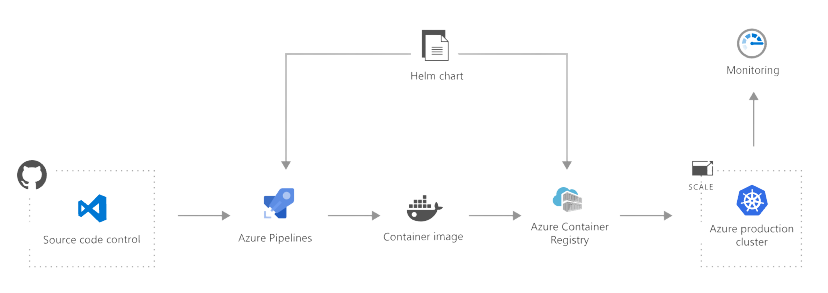 Helm chart
Monitoring
SCALE
Source code control
Azure Pipelines
Container image
Azure Container
Registry
Azure production
cluster